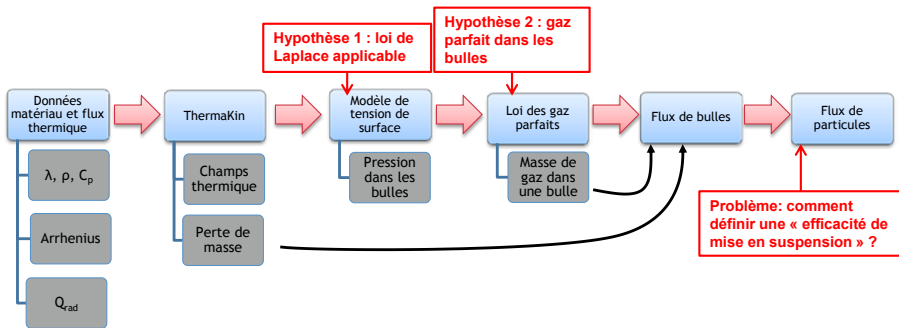 Hypothèse 1 : loi de
Laplace applicable
Hypothèse 2 : gaz
parfait dans les
bulles
Données
matériau et flux
thermique
ThermaKin
Modèle de
tension de
surface
Loi des gaz
parfaits
Flux de bulles
Flux de
particules
λ, ρ, Cp
Arrhenius
Qrad
Champs
thermique
Perte de
masse
Pression
dans les
bulles
Masse de
gaz dans
une bulle
Problème: comment
définir une « efficacité de
mise en suspension » ?